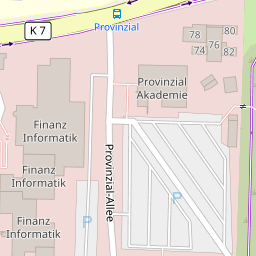 Provinzial
K 7
78
80
74
76
82
Provinzial
Akademie
Finanz
Informatik
Provinzial-Allee
Finanz
Informatik
P
P
Finanz
Informatik